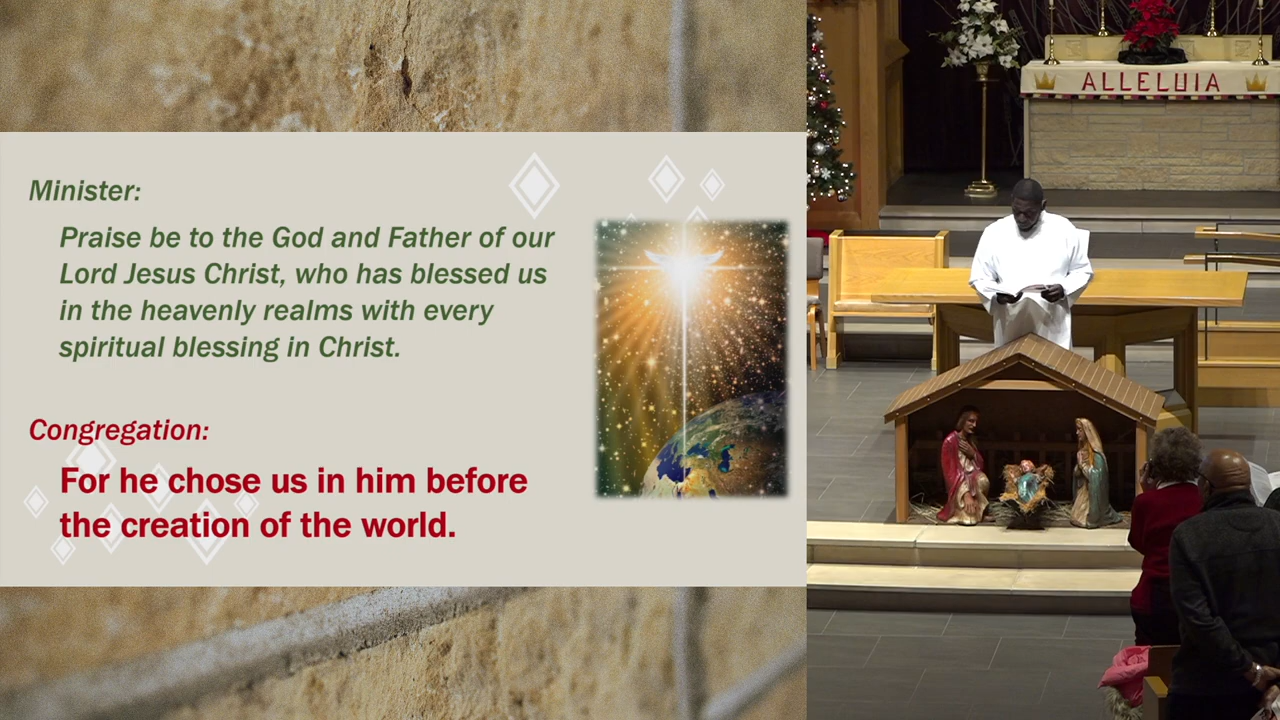 Minister:
Praise be to the God and Father of our
Lord Jesus Christ, who has blessed us
in the heavenly realms with every
spiritual blessing in Christ.
Congregation:
For he chose us in him before
the creation of the world.
ALLELUIA